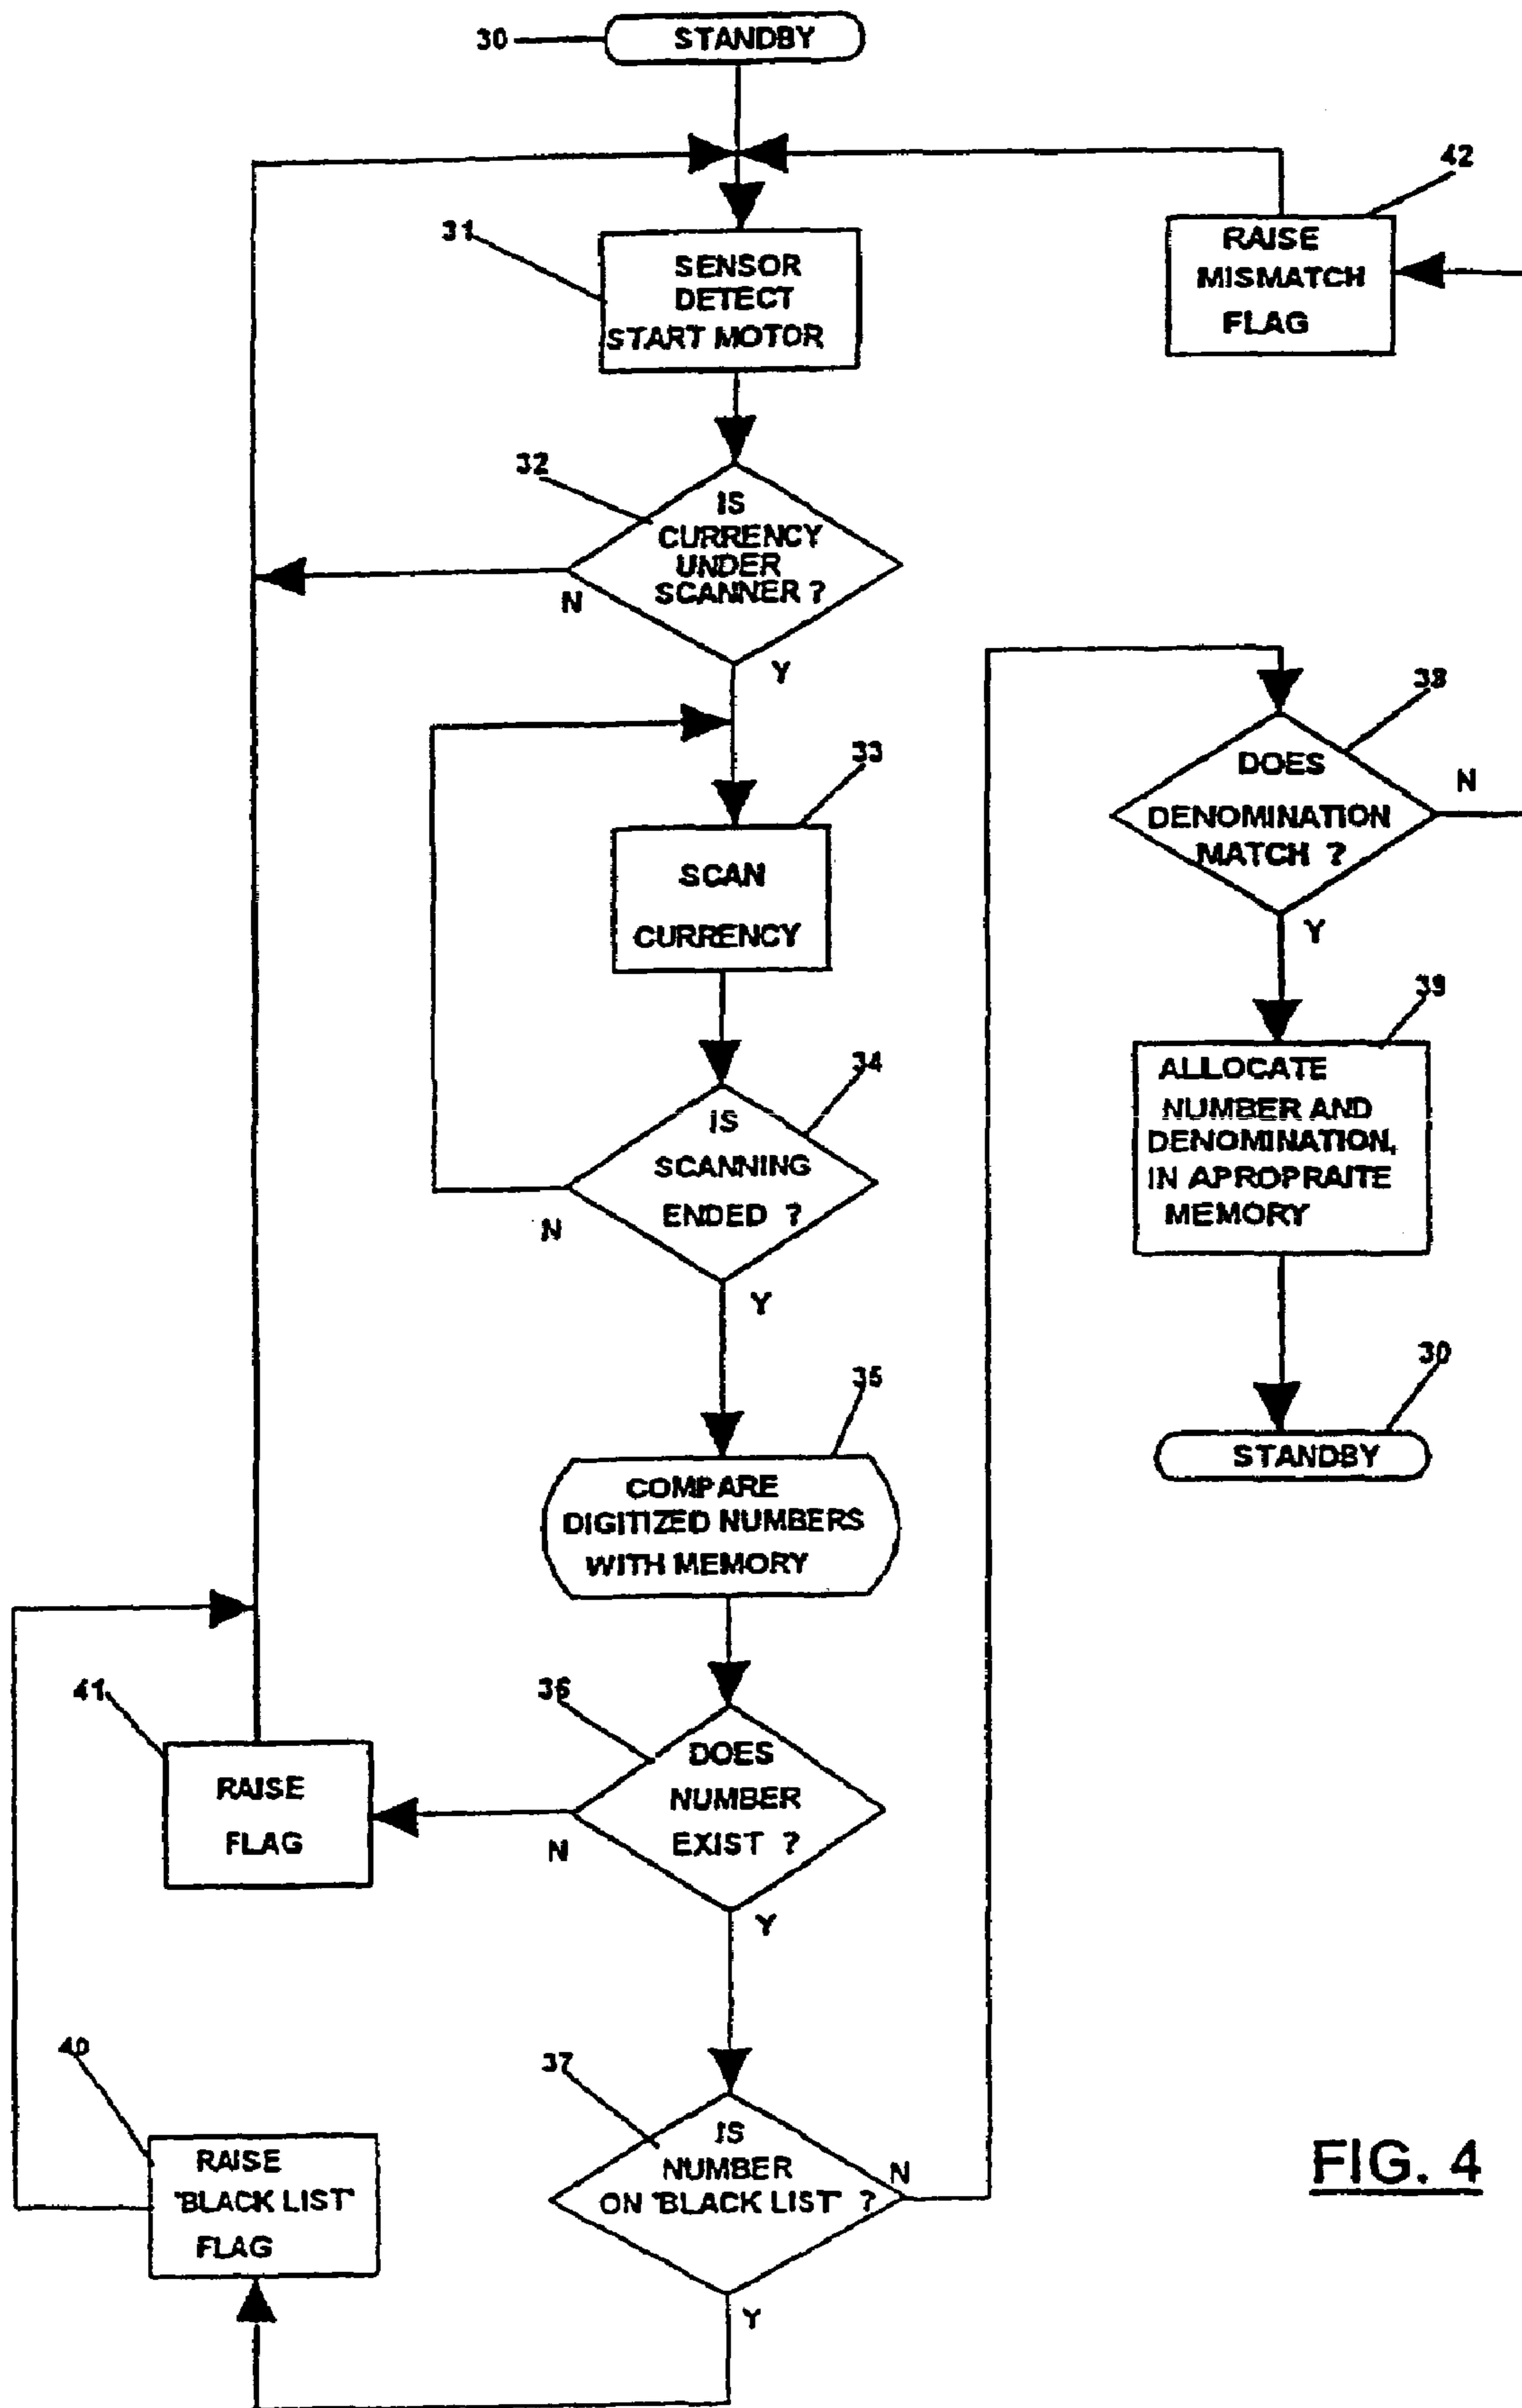 30
STANDBY
42
31
SENSOR
DETECT
START MOTOR
RAISE
MISMATCH
FLAG
32
IS
CURRENCY
UNDER
SCANNER ?
N
Y
33
SCAN
CURRENCY
34
IS
SCANNING
ENDED ?
N
Y
35
COMPARE
DIGITIZED NUMBERS
WITH MEMORY
36
DOES
NUMBER
EXIST ?
N
Y
41
RAISE
FLAG
37
IS
NUMBER
ON 'BLACK LIST' ?
N
Y
40
RAISE
'BLACK LIST'
FLAG
38
DOES
DENOMINATION
MATCH ?
N
Y
39
ALLOCATE
NUMBER AND
DENOMINATION,
IN APROPRAITE
MEMORY
30
STANDBY
FIG. 4